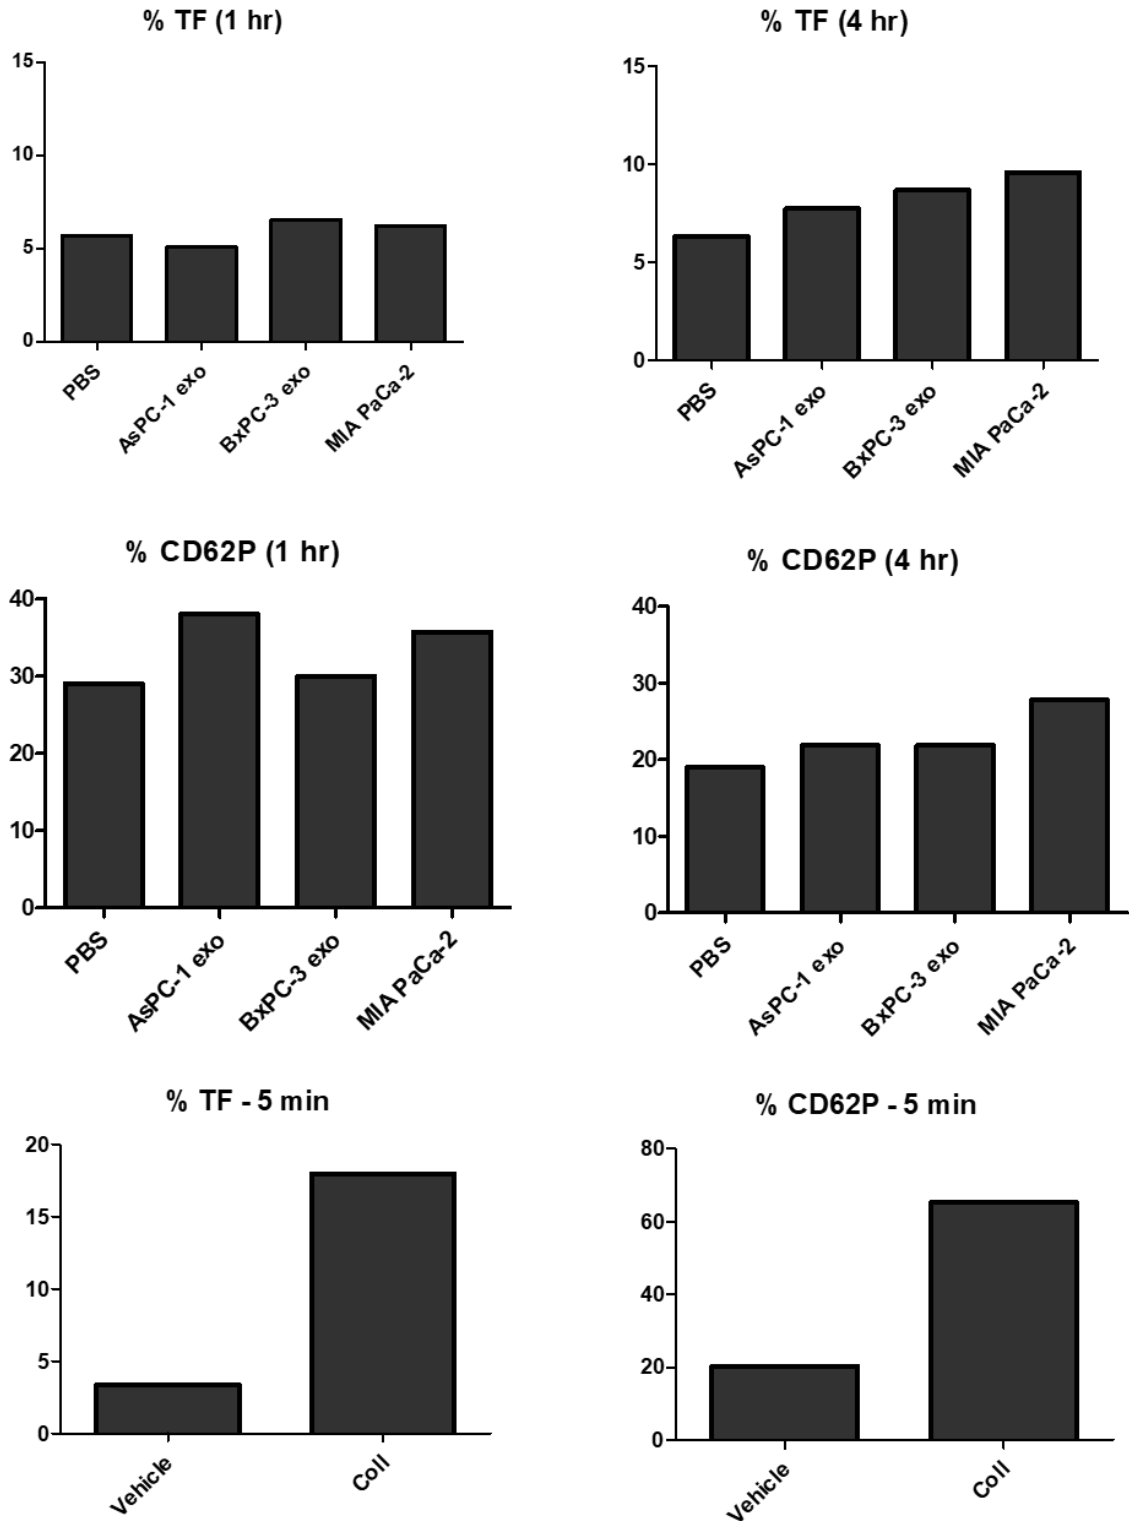 % TF (1 hr)
15
10
5
0
PBS
AsPC-1 exo
BxPC-3 exo
MIA PaCa-2
% TF (4 hr)
15
10
5
0
PBS
AsPC-1 exo
BxPC-3 exo
MIA PaCa-2
% CD62P (1 hr)
40
30
20
10
0
PBS
AsPC-1 exo
BxPC-3 exo
MIA PaCa-2
% CD62P (4 hr)
40
30
20
10
0
PBS
AsPC-1 exo
BxPC-3 exo
MIA PaCa-2
% TF - 5 min
20
15
10
5
0
Vehicle
Coll
% CD62P - 5 min
80
60
40
20
0
Vehicle
Coll